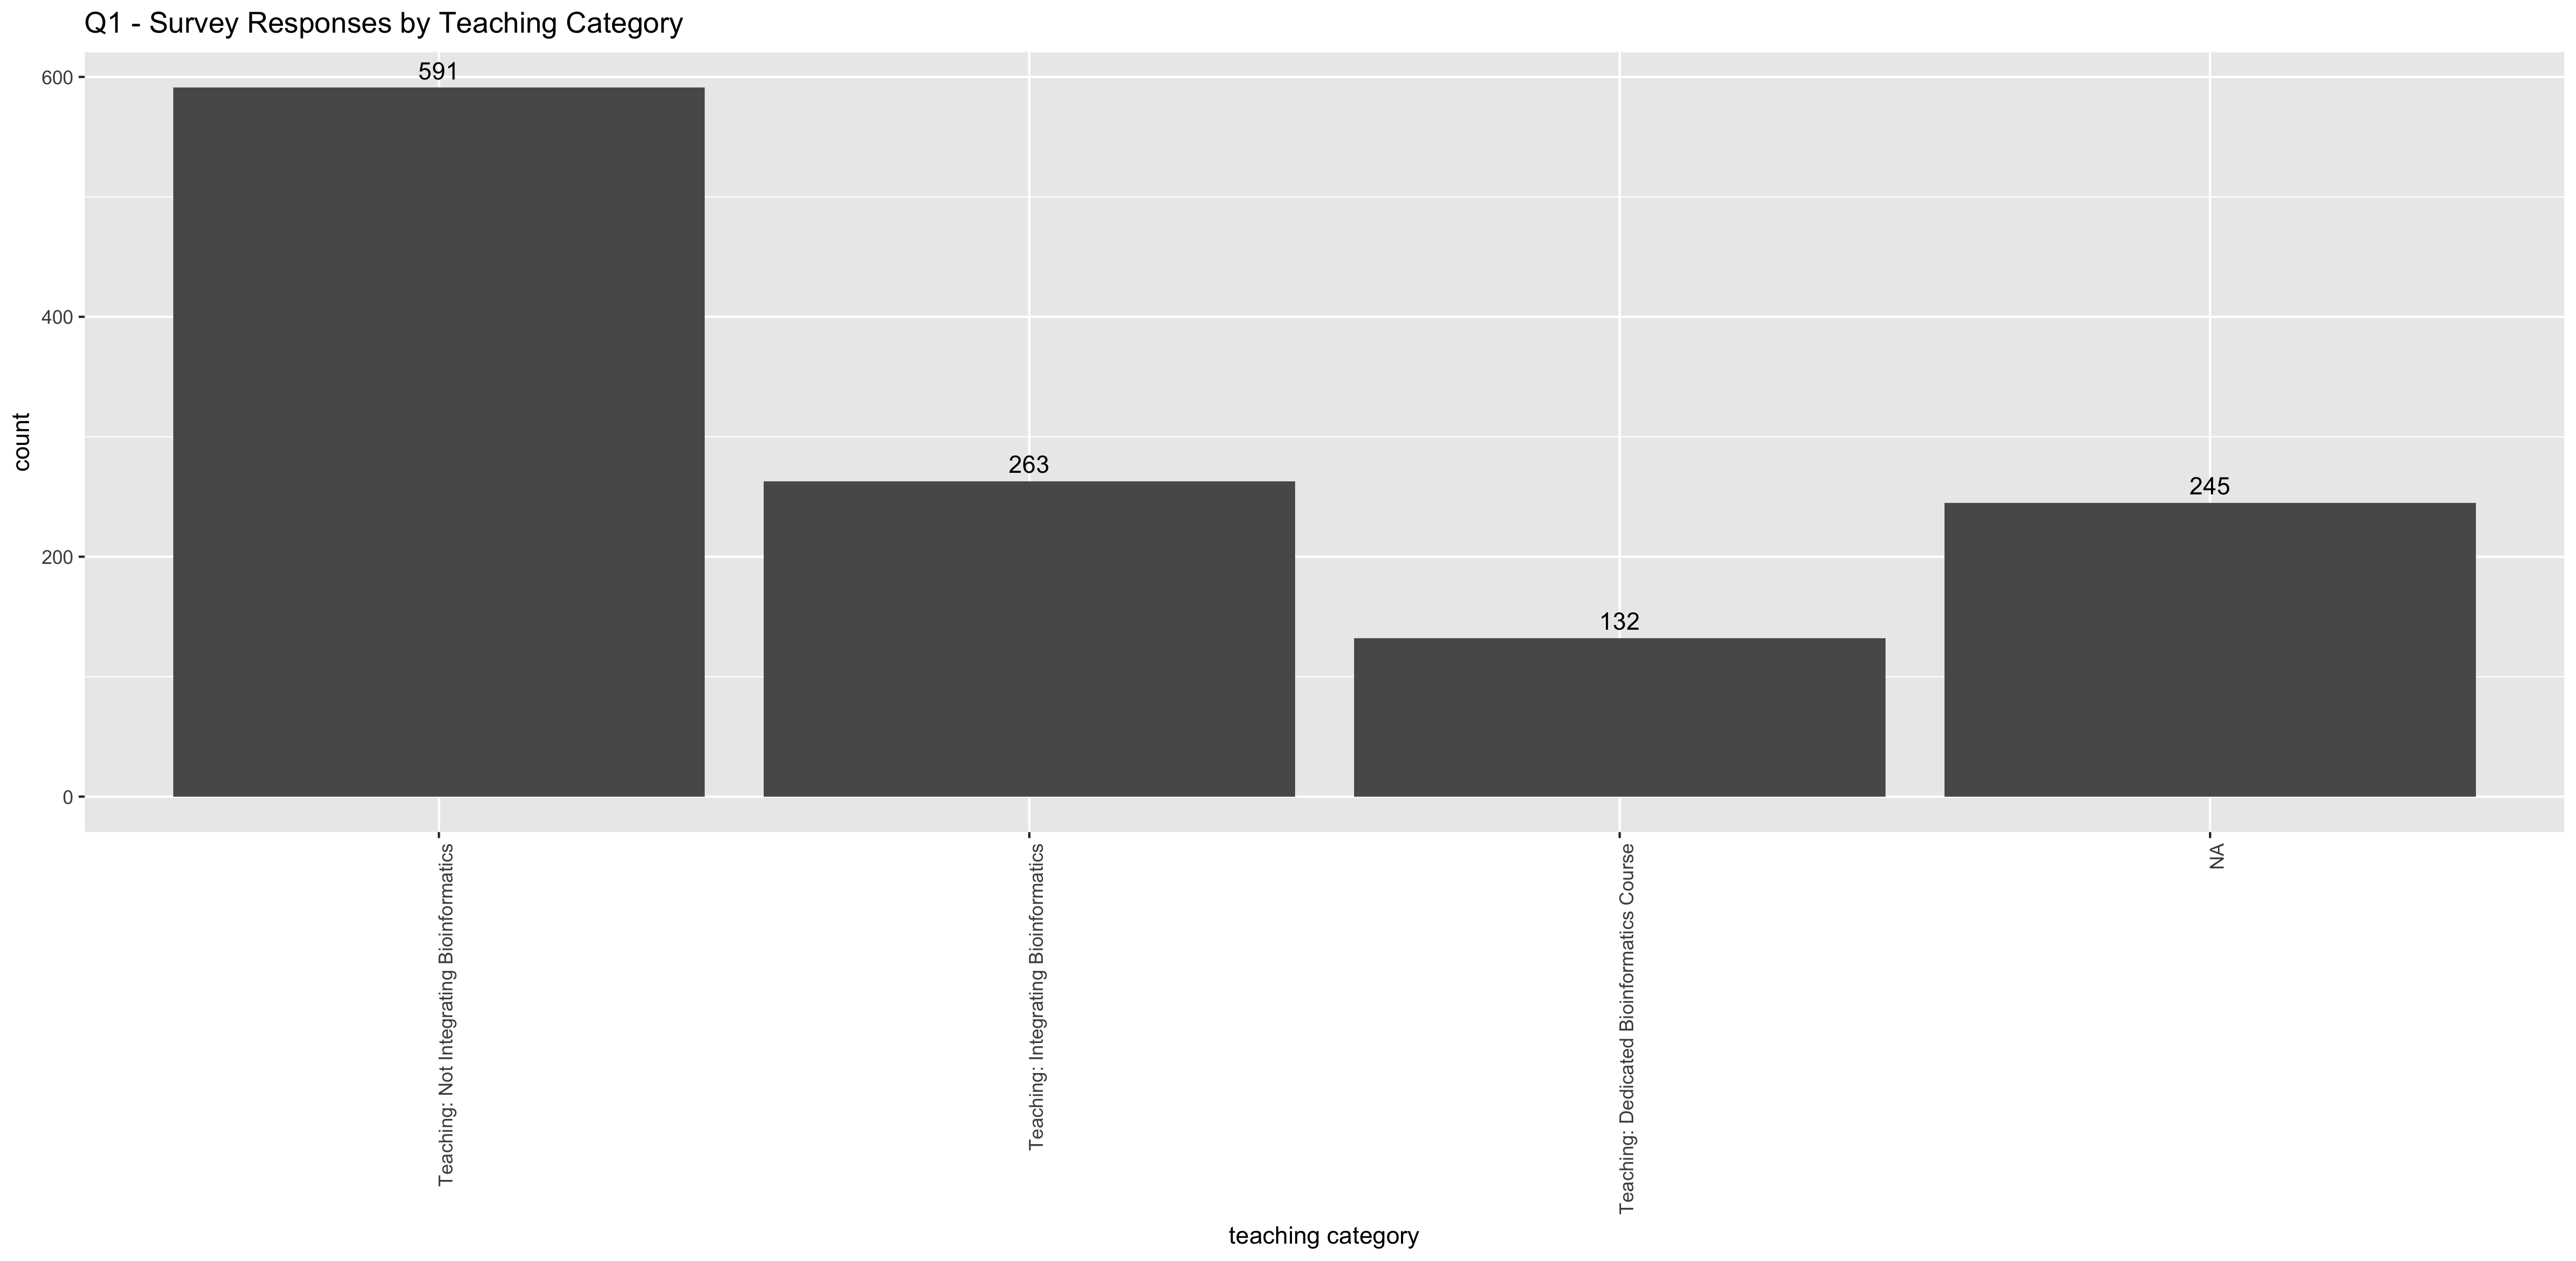 Q1 - Survey Responses by Teaching Category
600
400
200
0
count
591
263
132
245
Teaching: Not Integrating Bioinformatics
Teaching: Integrating Bioinformatics
Teaching: Dedicated Bioinformatics Course
NA
teaching category